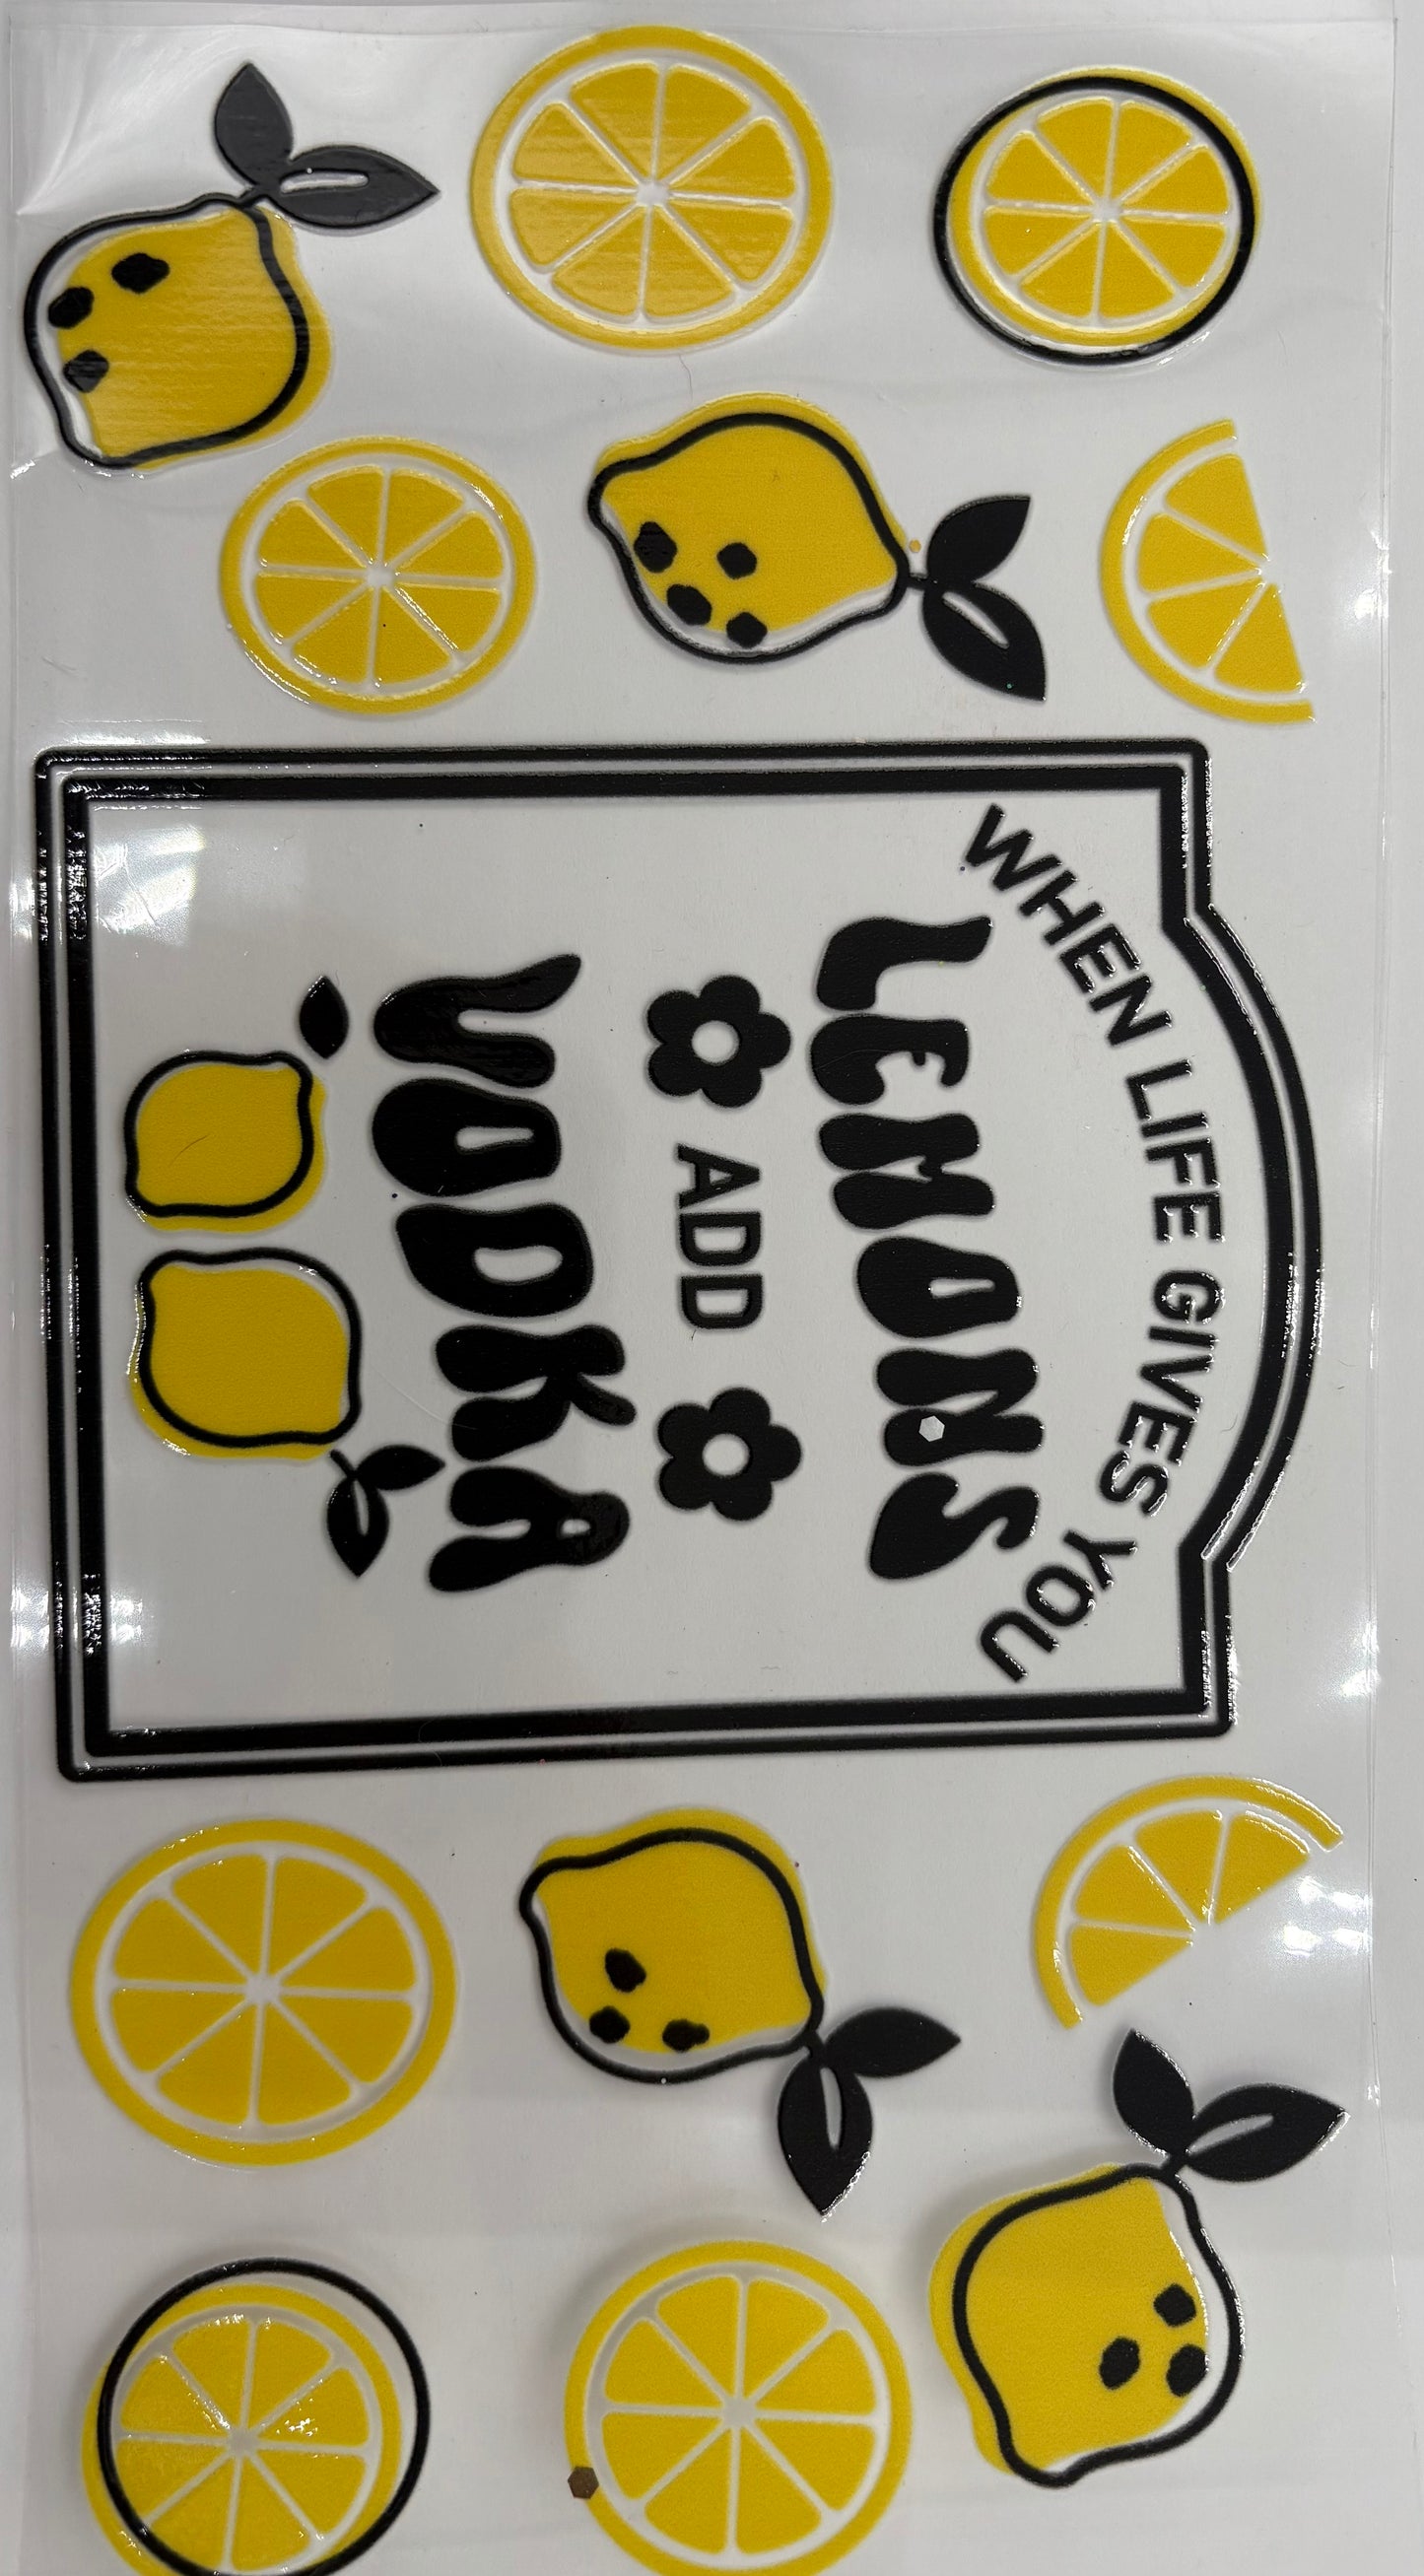 WHEN LIFE GIVES YOU
LEMONS
ADD
VODKA